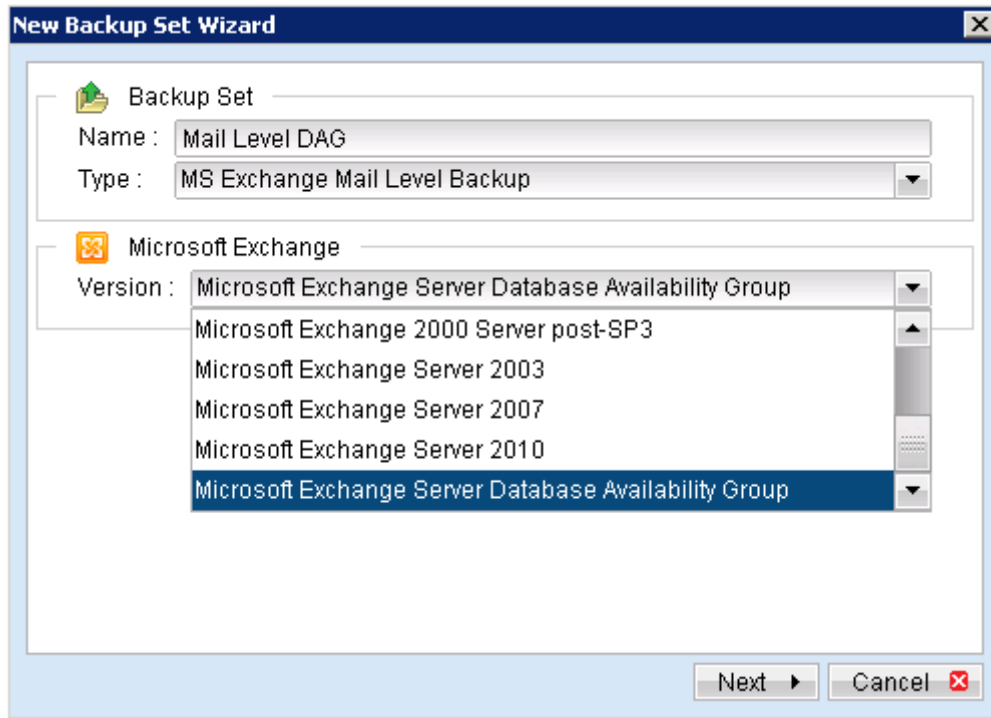 New Backup Set Wizard
Backup Set
Name : Mail Level DAG
Type : MS Exchange Mail Level Backup
Microsoft Exchange
Version : Microsoft Exchange Server Database Availability Group
Microsoft Exchange 2000 Server post-SP3
Microsoft Exchange Server 2003
Microsoft Exchange Server 2007
Microsoft Exchange Server 2010
Microsoft Exchange Server Database Availability Group
Next Cancel